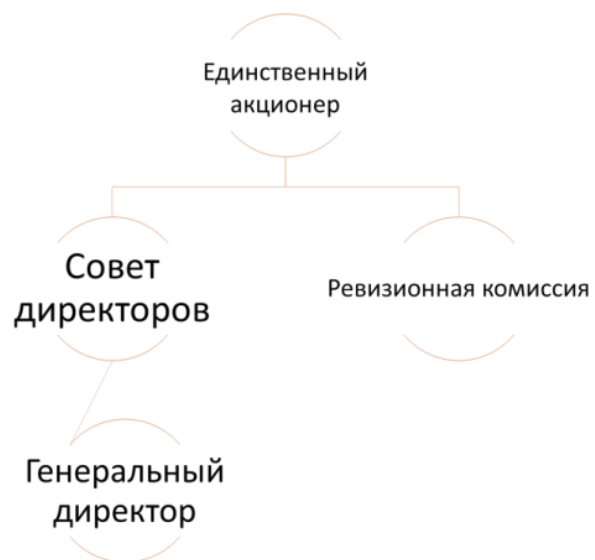 Единственный
акционер
Совет
директоров
Ревизионная комиссия
Генеральный
директор